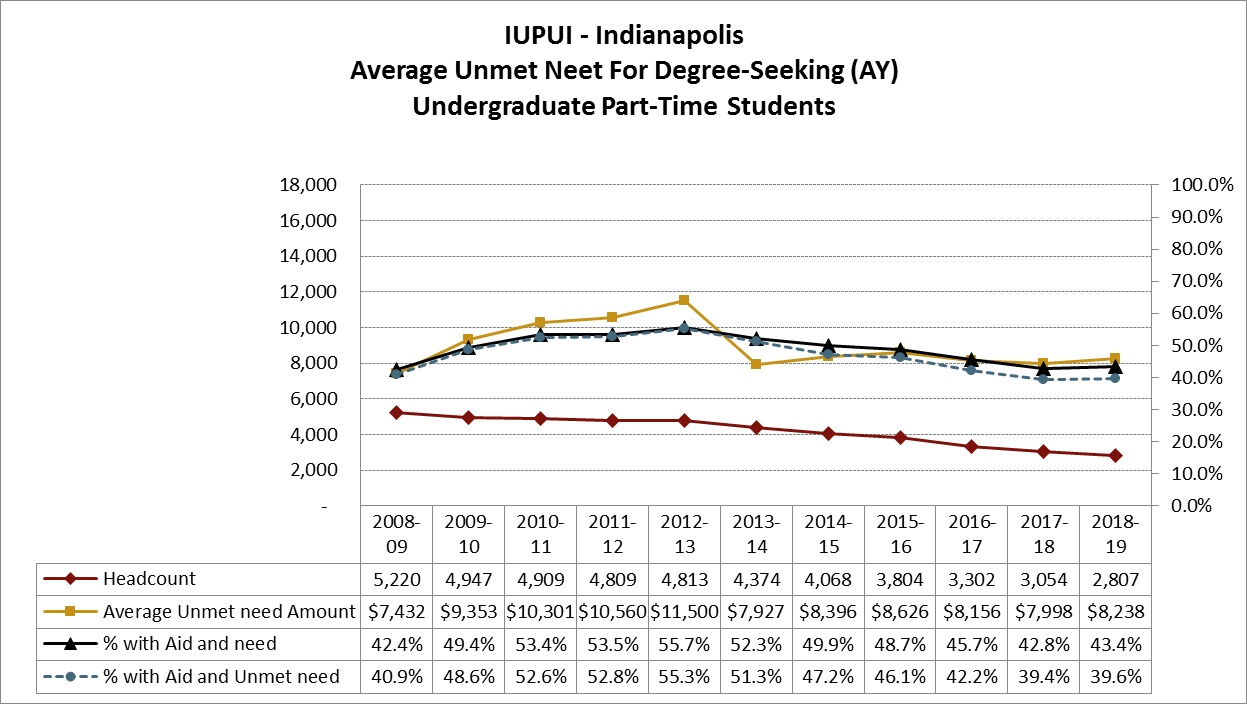 IUPUI - Indianapolis
Average Unmet Neet For Degree-Seeking (AY)
Undergraduate Part-Time Students
18,000
16,000
14,000
12,000
10,000
8,000
6,000
4,000
2,000
-
100.0%
90.0%
80.0%
70.0%
60.0%
50.0%
40.0%
30.0%
20.0%
10.0%
0.0%
2008-09 2009-10 2010-11 2011-12 2012-13 2013-14 2014-15 2015-16 2016-17 2017-18 2018-19
Headcount 5,220 4,947 4,909 4,809 4,813 4,374 4,068 3,804 3,302 3,054 2,807
Average Unmet need Amount $7,432 $9,353 $10,301 $10,560 $11,500 $7,927 $8,396 $8,626 $8,156 $7,998 $8,238
% with Aid and need 42.4% 49.4% 53.4% 53.5% 55.7% 52.3% 49.9% 48.7% 45.7% 42.8% 43.4%
% with Aid and Unmet need 40.9% 48.6% 52.6% 52.8% 55.3% 51.3% 47.2% 46.1% 42.2% 39.4% 39.6%